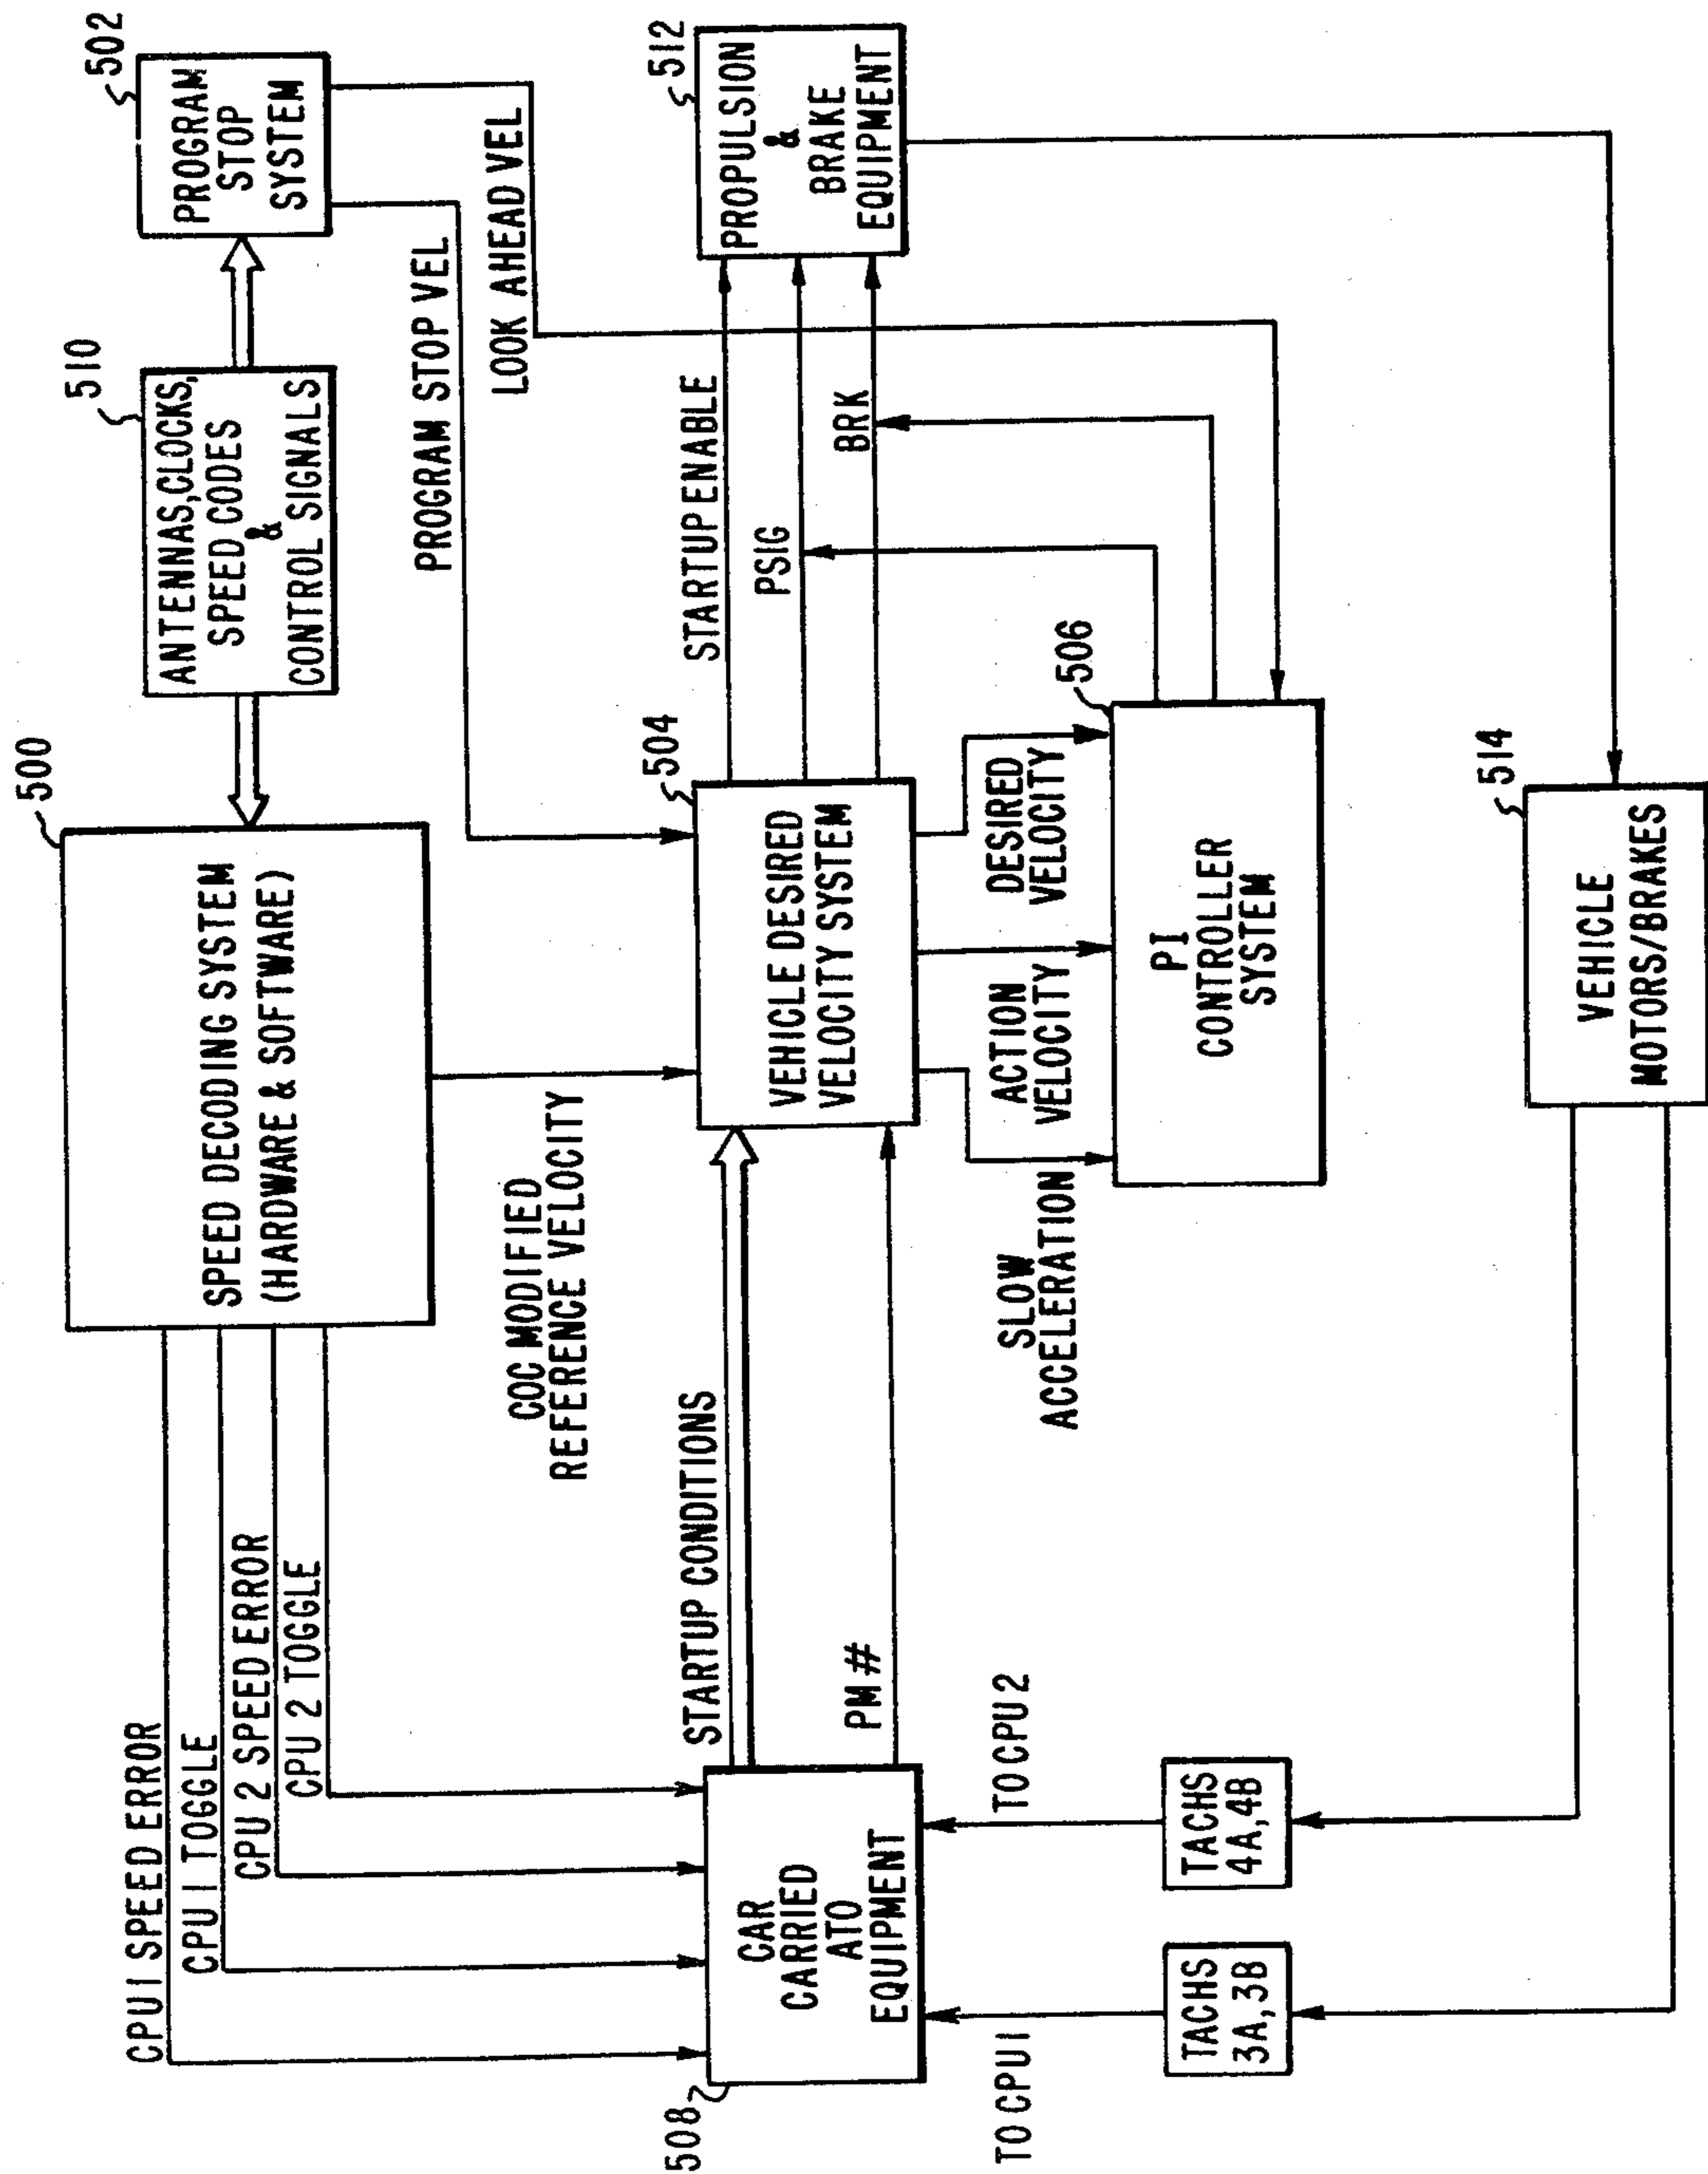 500
SPEED DECODING SYSTEM
(HARDWARE & SOFTWARE)
510
ANTENNAS, CLOCKS,
SPEED CODES
&
CONTROL SIGNALS
502
PROGRAM
STOP
SYSTEM
CPU 1 SPEED ERROR
CPU 1 TOGGLE
CPU 2 SPEED ERROR
CPU 2 TOGGLE
COC MODIFIED
REFERENCE VELOCITY
PROGRAM STOP VEL
LOOK AHEAD VEL
508
CAR
CARRIED
ATO
EQUIPMENT
STARTUP CONDITIONS
PM #
504
VEHICLE DESIRED
VELOCITY SYSTEM
STARTUP ENABLE
PSIG
BRK
512
PROPULSION
&
BRAKE
EQUIPMENT
SLOW
ACCELERATION
ACTION
VELOCITY
DESIRED
VELOCITY
506
PI
CONTROLLER
SYSTEM
TO CPU 1
TO CPU 2
TACHS
3A, 3B
TACHS
4A, 4B
514
VEHICLE
MOTORS/BRAKES